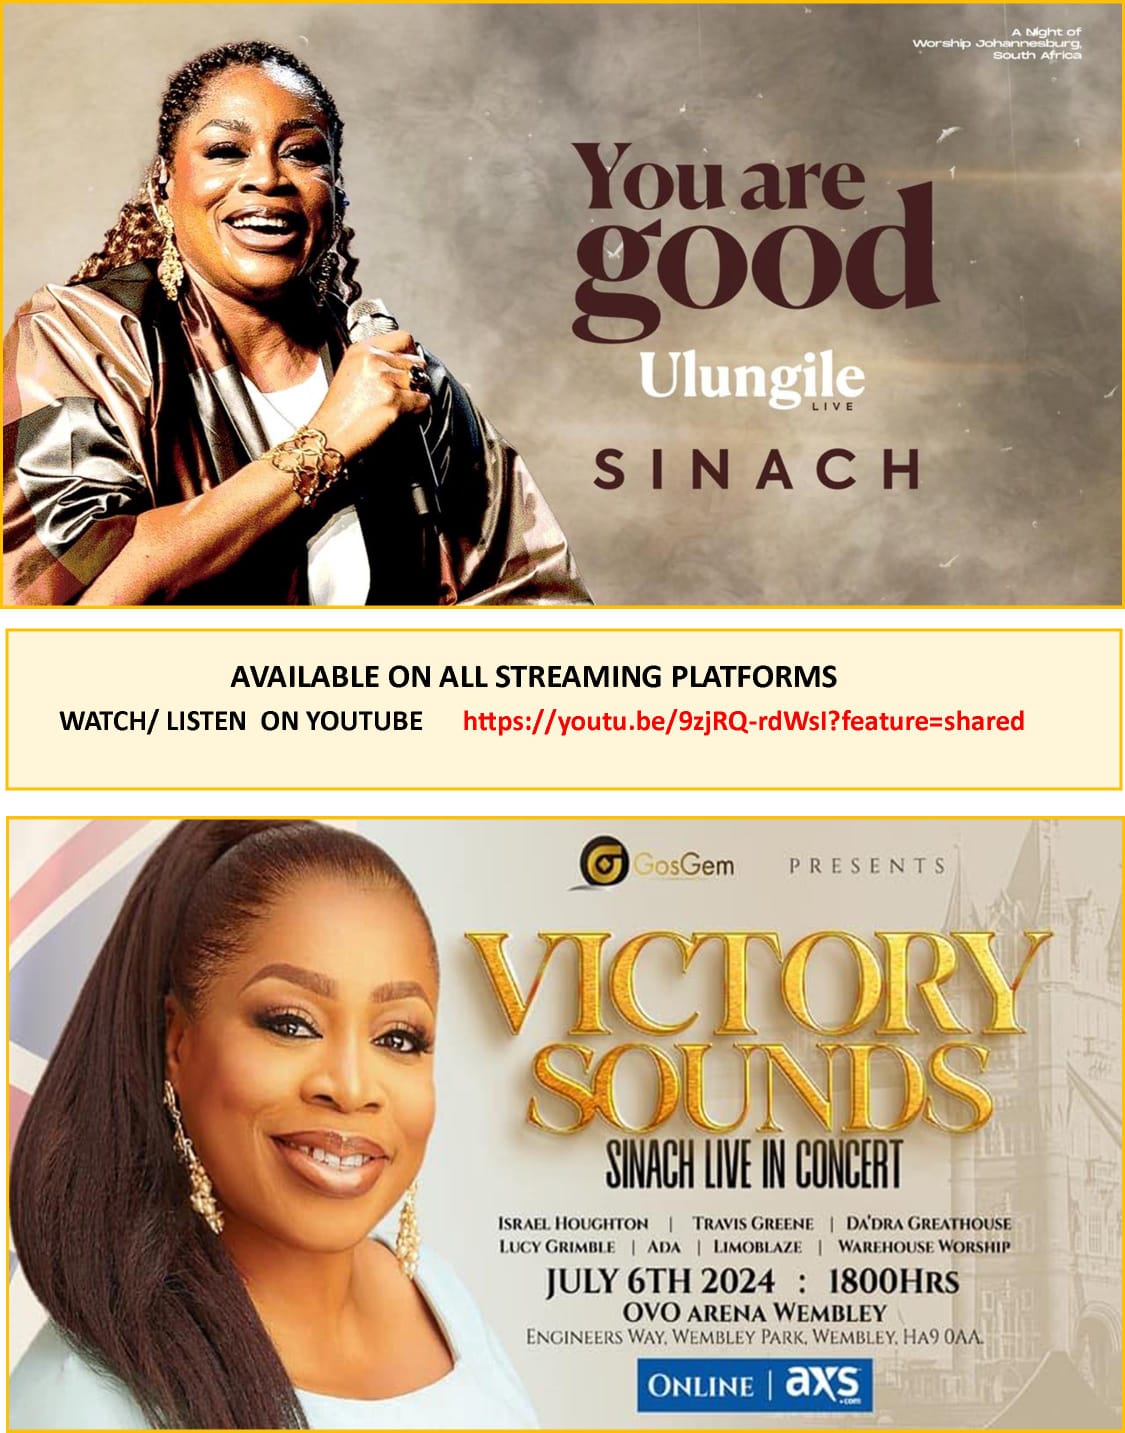 A Night of
Worship Johannesburg,
South Africa
You are
good
Ulungile
LIVE
SINACH
AVAILABLE ON ALL STREAMING PLATFORMS
WATCH/ LISTEN ON YOUTUBE https://youtu.be/9zjRQ-rdWsI?feature=shared
GosGem PRESENTS
VICTORY
SOUNDS
SINACH LIVE IN CONCERT
ISRAEL HOUGHTON | TRAVIS GREENE | DA'DRA GREATHOUSE
LUCY GRIMBLE | ADA | LIMOBLAZE | WAREHOUSE WORSHIP
JULY 6TH 2024 : 1800HRS
OVO ARENA WEMBLEY
ENGINEERS WAY, WEMBLEY PARK, WEMBLEY, HA9 0AA.
ONLINE | axs.com